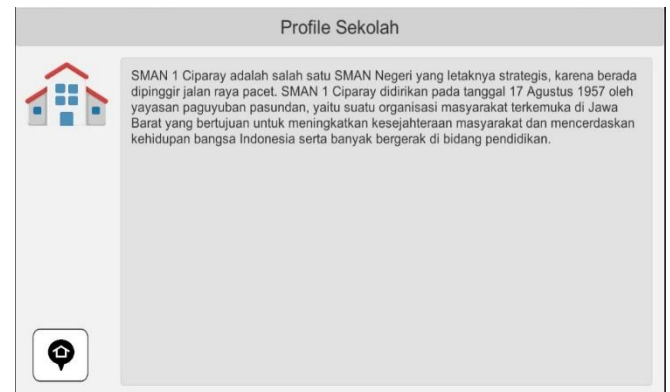 Profile Sekolah
SMAN 1 Ciparay adalah salah satu SMAN Negeri yang letaknya strategis, karena berada
dipinggir jalan raya pacet. SMAN 1 Ciparay didirikan pada tanggal 17 Agustus 1957 oleh
yayasan paguyuban pasundan, yaitu suatu organisasi masyarakat terkemuka di Jawa
Barat yang bertujuan untuk meningkatkan kesejahteraan masyarakat dan mencerdaskan
kehidupan bangsa Indonesia serta banyak bergerak di bidang pendidikan.